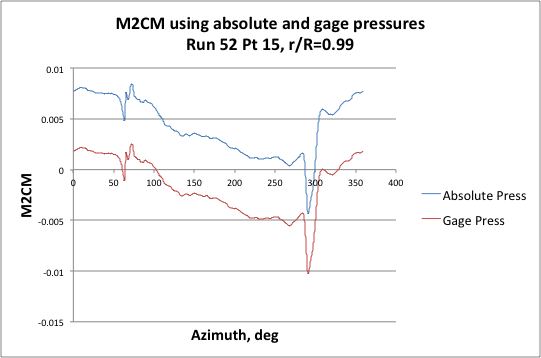 M2CM using absolute and gage pressures
Run 52 Pt 15, r/R=0.99
0.01
0.005
0
-0.005
-0.01
-0.015
0 50 100 150 200 250 300 350 400
M2CM
Azimuth, deg
Absolute Press
Gage Press